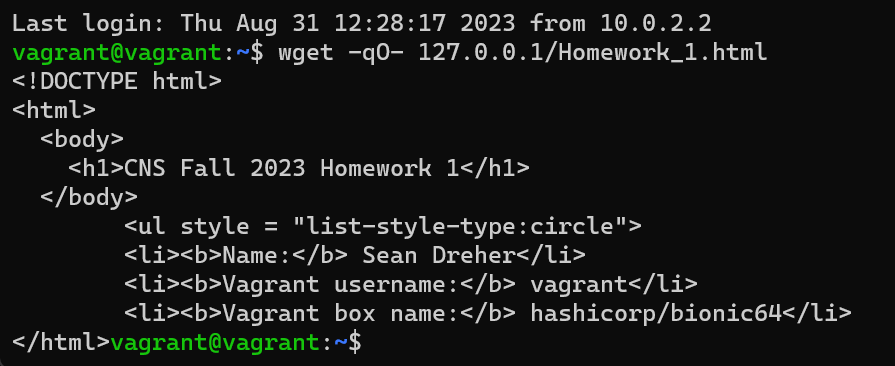 Last login: Thu Aug 31 12:28:17 2023 from 10.0.2.2
vagrant@vagrant:~$ wget -qO- 127.0.0.1/Homework_1.html
<!DOCTYPE html>
<html>
  <body>
    <h1>CNS Fall 2023 Homework 1</h1>
  </body>
        <ul style = "list-style-type:circle">
        <li><b>Name:</b> Sean Dreher</li>
        <li><b>Vagrant username:</b> vagrant</li>
        <li><b>Vagrant box name:</b> hashicorp/bionic64</li>
</html>vagrant@vagrant:~$